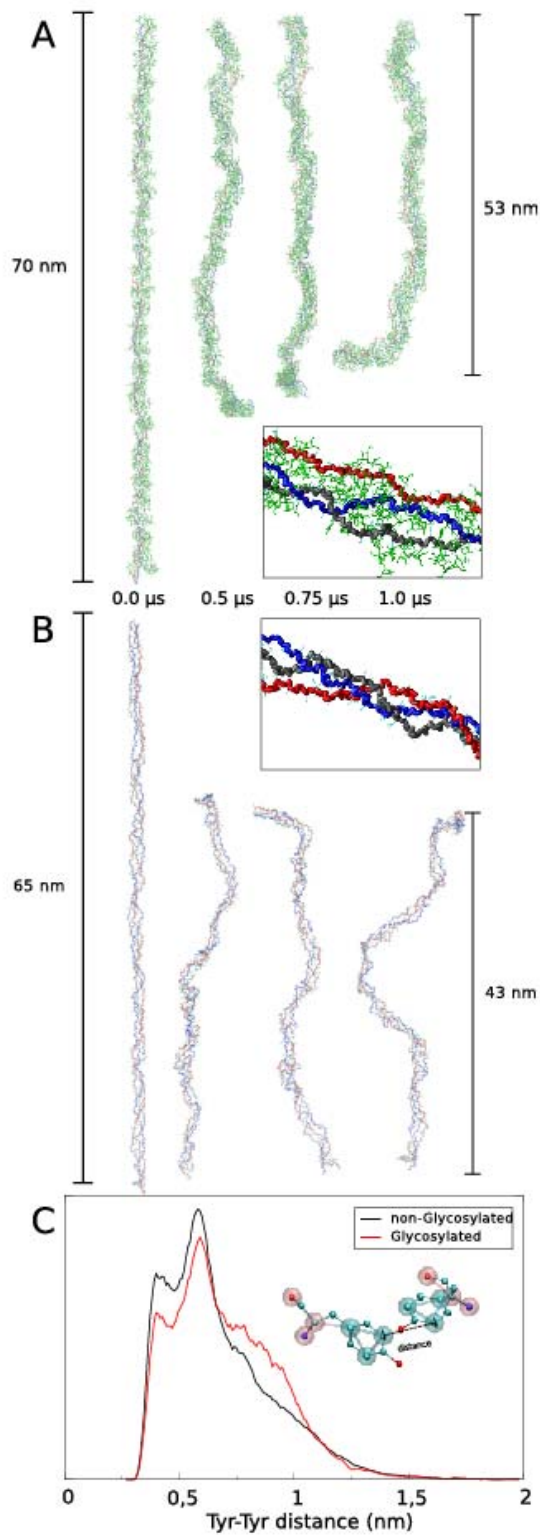 A
70 nm
53 nm
0.0 µs 0.5 µs 0.75 µs 1.0 µs
B
65 nm
43 nm
C
non-Glycosylated
Glycosylated
distance
0 0,5 1 1,5 2
Tyr-Tyr distance (nm)